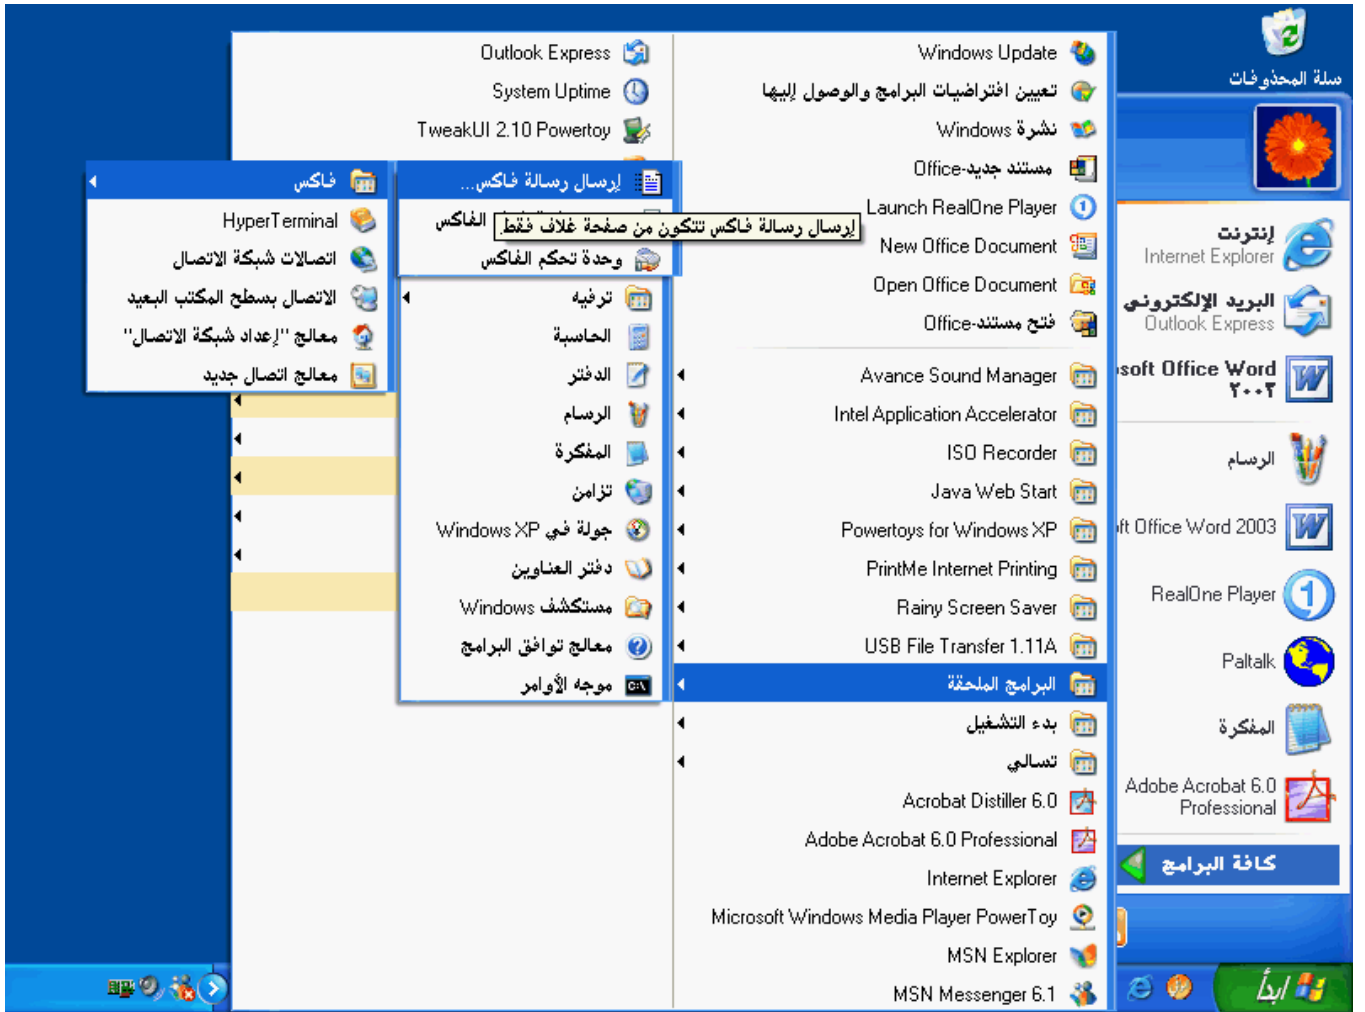 سلة المحذوفات
إنترنت
Internet Explorer
البريد الإلكتروني
Outlook Express
soft Office Word
٢٠٠٣
الرسام
ft Office Word 2003
RealOne Player
Paltalk
المفكرة
Adobe Acrobat 6.0
Professional
كافة البرامج
ابدأ
Windows Update
تعيين افتراضيات البرامج والوصول إليها
نشرة Windows
مستند جديد-Office
Launch RealOne Player
New Office Document
Open Office Document
فتح مستند-Office
Avance Sound Manager
Intel Application Accelerator
ISO Recorder
Java Web Start
Powertoys for Windows XP
PrintMe Internet Printing
Rainy Screen Saver
USB File Transfer 1.11A
البرامج الملحقة
بدء التشغيل
تسالي
Acrobat Distiller 6.0
Adobe Acrobat 6.0 Professional
Internet Explorer
Microsoft Windows Media Player PowerToy
MSN Explorer
MSN Messenger 6.1
Outlook Express
System Uptime
TweakUI 2.10 Powertoy
إرسال رسالة فاكس...
الفاكس
إرسال رسالة فاكس تتكون من صفحة غلاف فقط.
وحدة تحكم الفاكس
ترفيه
الحاسبة
الدفتر
الرسام
المفكرة
تزامن
جولة في Windows XP
دفتر العناوين
مستكشف Windows
معالج توافق البرامج
موجه الأوامر
فاكس
HyperTerminal
اتصالات شبكة الاتصال
الاتصال بسطح المكتب البعيد
معالج "إعداد شبكة الاتصال"
معالج اتصال جديد